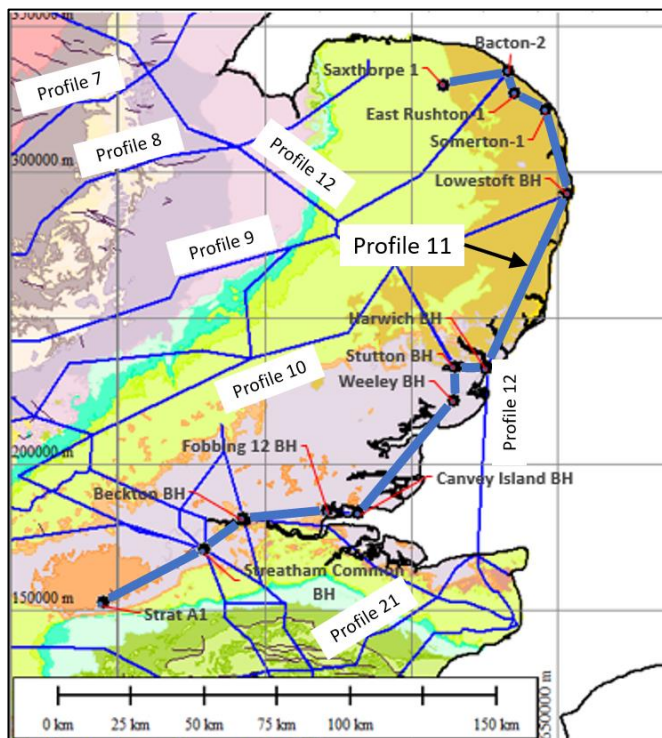 350000 m
Bacton-2
Saxthorpe 1
Profile 7
East Rushton-1
Profile 8
Somerton-1
Profile 12
300000 m
Lowestoft BH
Profile 9
Profile 11
Harwich BH
Stutton BH
Profile 10
Weeley BH
Profile 12
Fobbing 12 BH
200000 m
Canvey Island BH
Beckton BH
Streatham Common
BH
150000 m
Strat A1
Profile 21
0 km 25 km 50 km 75 km 100 km 150 km
550000 m